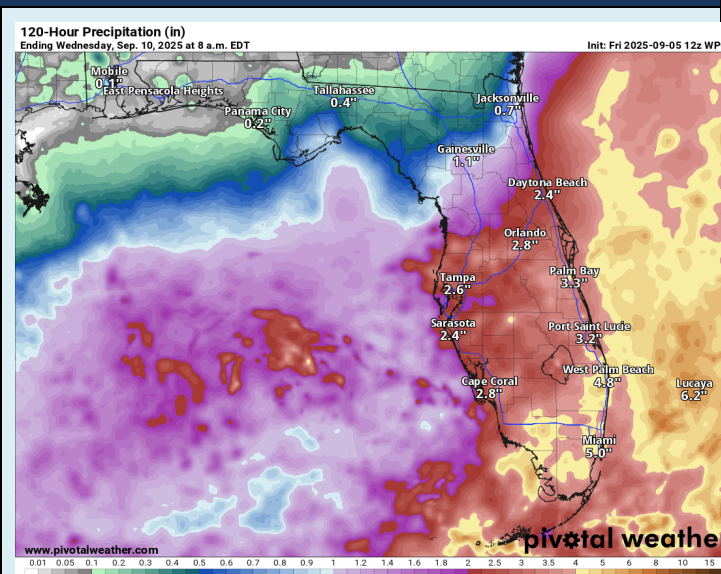 120-Hour Precipitation (in)
Ending Wednesday, Sep. 10, 2025 at 8 a.m. EDT
Init: Fri 2025-09-05 12z WP
Mobile
0.1"
East Pensacola Heights
Tallahassee
0.4"
Panama City
0.2"
Jacksonville
0.7"
Gainesville
1.1"
Daytona Beach
2.4"
Orlando
2.8"
Tampa
2.6"
Palm Bay
3.3"
Sarasota
2.4"
Port Saint Lucie
3.2"
West Palm Beach
4.8"
Cape Coral
2.8"
Lucaya
6.2"
Miami
5.0"
pivotal weathe
www.pivotalweather.com
0.01 0.05 0.1 0.2 0.3 0.4 0.5 0.6 0.7 0.8 0.9 1 1.2 1.4 1.6 1.8 2 2.5 3 3.5 4 5 6 7 8 9 10 15